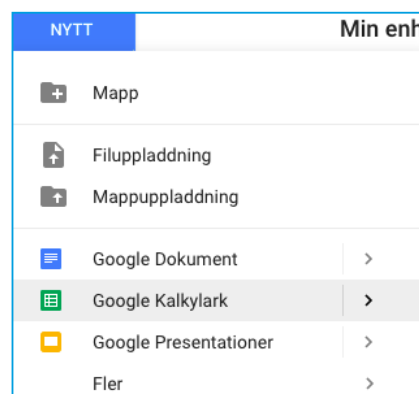 NYTT Min enh
Mapp
Filuppladdning
Mappuppladdning
Google Dokument
Google Kalkylark
Google Presentationer
Fler